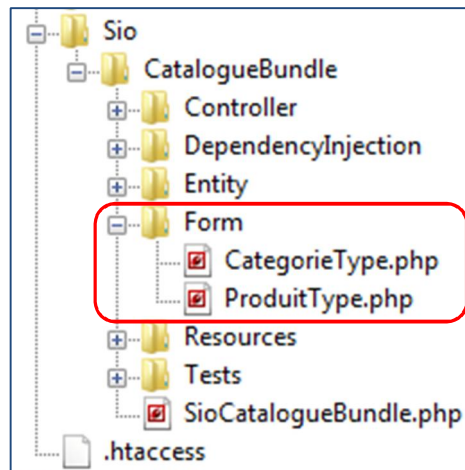 Sio
CatalogueBundle
Controller
DependencyInjection
Entity
Form
CategorieType.php
ProduitType.php
Resources
Tests
SioCatalogueBundle.php
.htaccess